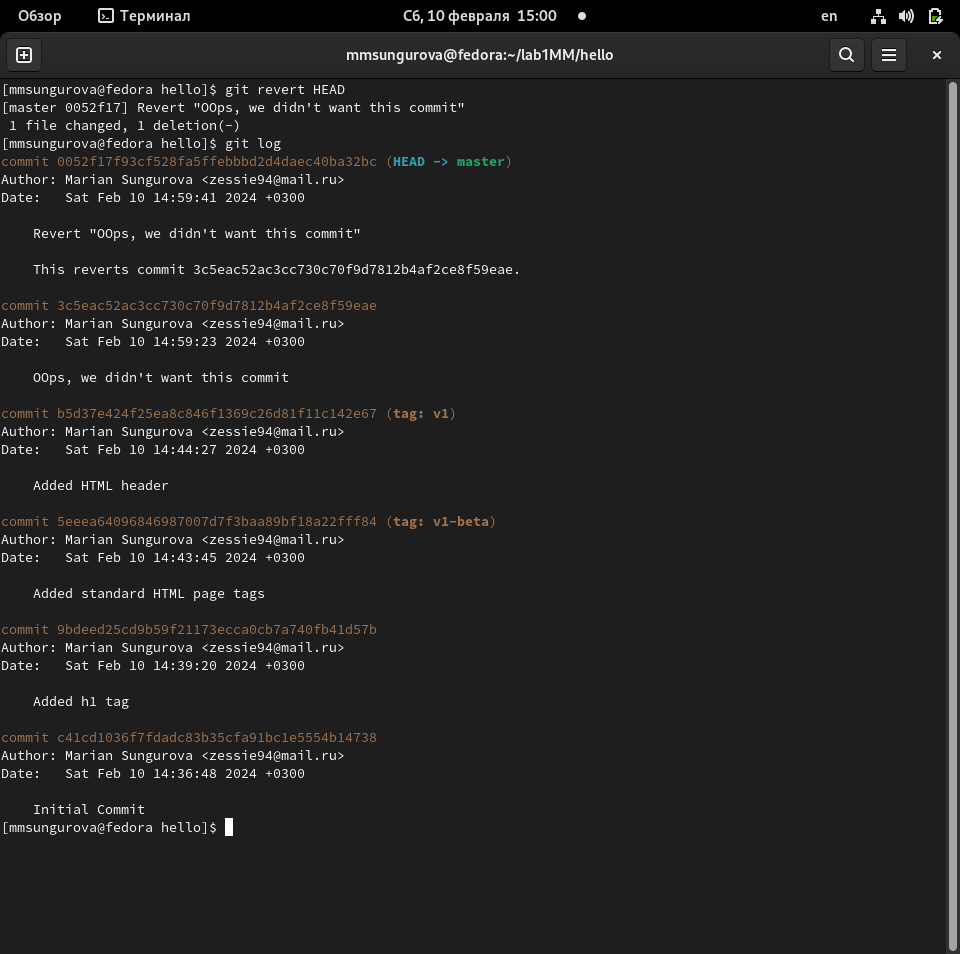 Обзор Терминал Сб, 10 февраля 15:00 en
mmsungurova@fedora:~/lab1MM/hello
[mmsungurova@fedora hello]$ git revert HEAD
[master 0052f17] Revert "OOps, we didn't want this commit"
 1 file changed, 1 deletion(-)
[mmsungurova@fedora hello]$ git log
commit 0052f17f93cf528fa5ffebbbd2d4daec40ba32bc (HEAD -> master)
Author: Marian Sungurova <zessie94@mail.ru>
Date:   Sat Feb 10 14:59:41 2024 +0300
    Revert "OOps, we didn't want this commit"
    This reverts commit 3c5eac52ac3cc730c70f9d7812b4af2ce8f59eae.
commit 3c5eac52ac3cc730c70f9d7812b4af2ce8f59eae
Author: Marian Sungurova <zessie94@mail.ru>
Date:   Sat Feb 10 14:59:23 2024 +0300
    OOps, we didn't want this commit
commit b5d37e424f25ea8c846f1369c26d81f11c142e67 (tag: v1)
Author: Marian Sungurova <zessie94@mail.ru>
Date:   Sat Feb 10 14:44:27 2024 +0300
    Added HTML header
commit 5eeea64096846987007d7f3baa89bf18a22fff84 (tag: v1-beta)
Author: Marian Sungurova <zessie94@mail.ru>
Date:   Sat Feb 10 14:43:45 2024 +0300
    Added standard HTML page tags
commit 9bdeed25cd9b59f21173ecca0cb7a740fb41d57b
Author: Marian Sungurova <zessie94@mail.ru>
Date:   Sat Feb 10 14:39:20 2024 +0300
    Added h1 tag
commit c41cd1036f7fdadc83b35cfa91bc1e5554b14738
Author: Marian Sungurova <zessie94@mail.ru>
Date:   Sat Feb 10 14:36:48 2024 +0300
    Initial Commit
[mmsungurova@fedora hello]$